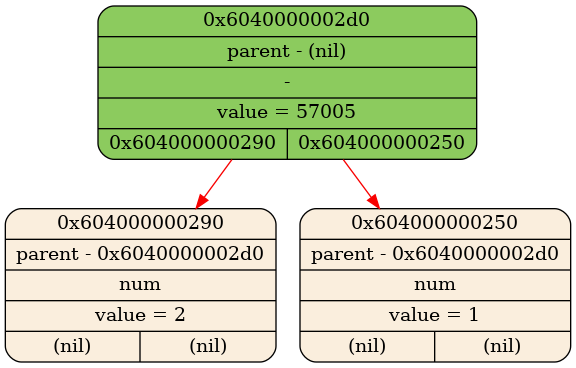 0x6040000002d0
parent - (nil)
-
value = 57005
0x604000000290 0x604000000250
0x604000000290
parent - 0x6040000002d0
num
value = 2
(nil) (nil)
0x604000000250
parent - 0x6040000002d0
num
value = 1
(nil) (nil)